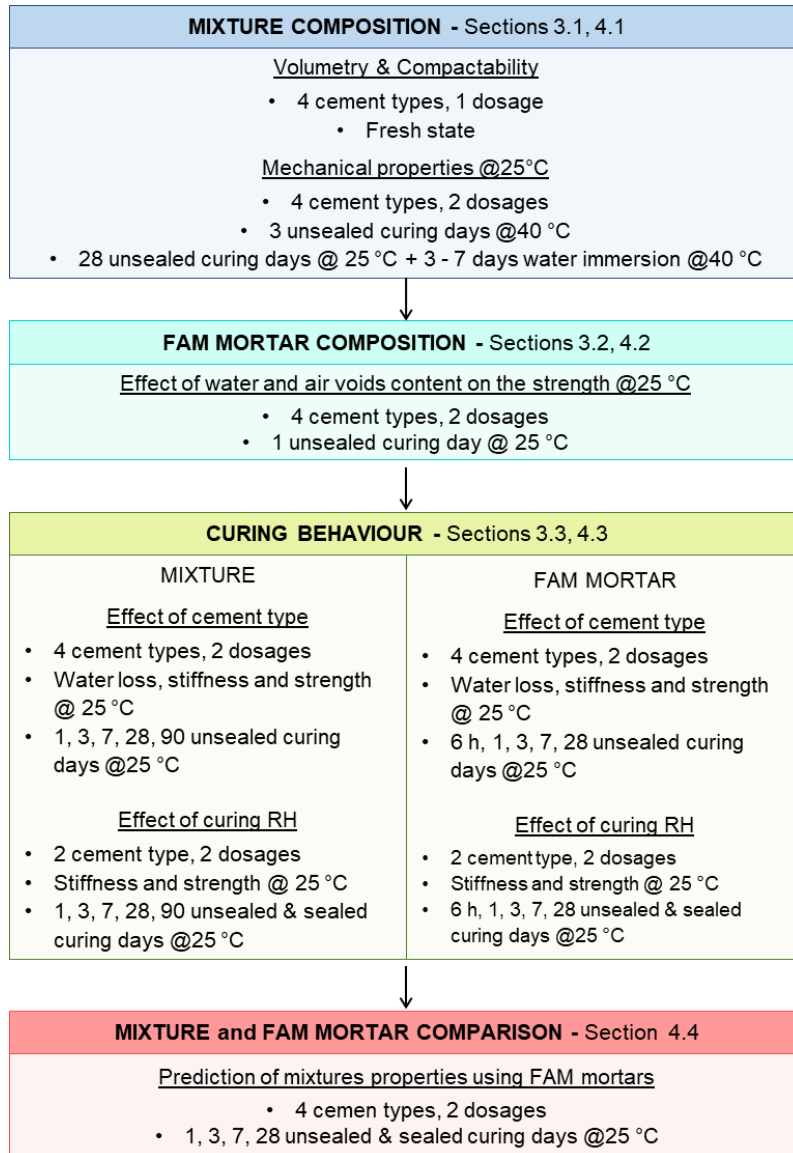 MIXTURE COMPOSITION - Sections 3.1, 4.1
Volumetry & Compactability
• 4 cement types, 1 dosage
• Fresh state
Mechanical properties @25°C
• 4 cement types, 2 dosages
• 3 unsealed curing days @40 °C
• 28 unsealed curing days @ 25 °C + 3 - 7 days water immersion @40 °C
FAM MORTAR COMPOSITION - Sections 3.2, 4.2
Effect of water and air voids content on the strength @25 °C
• 4 cement types, 2 dosages
• 1 unsealed curing day @ 25 °C
CURING BEHAVIOUR - Sections 3.3, 4.3
MIXTURE
Effect of cement type
• 4 cement types, 2 dosages
• Water loss, stiffness and strength
@ 25 °C
• 1, 3, 7, 28, 90 unsealed curing
days @25 °C
Effect of curing RH
• 2 cement type, 2 dosages
• Stiffness and strength @ 25 °C
• 1, 3, 7, 28, 90 unsealed & sealed
curing days @25 °C
FAM MORTAR
Effect of cement type
• 4 cement types, 2 dosages
• Water loss, stiffness and strength
@ 25 °C
• 6 h, 1, 3, 7, 28 unsealed curing
days @25 °C
Effect of curing RH
• 2 cement type, 2 dosages
• Stiffness and strength @ 25 °C
• 6 h, 1, 3, 7, 28 unsealed & sealed
curing days @25 °C
MIXTURE and FAM MORTAR COMPARISON - Section 4.4
Prediction of mixtures properties using FAM mortars
• 4 cemen types, 2 dosages
• 1, 3, 7, 28 unsealed & sealed curing days @25 °C